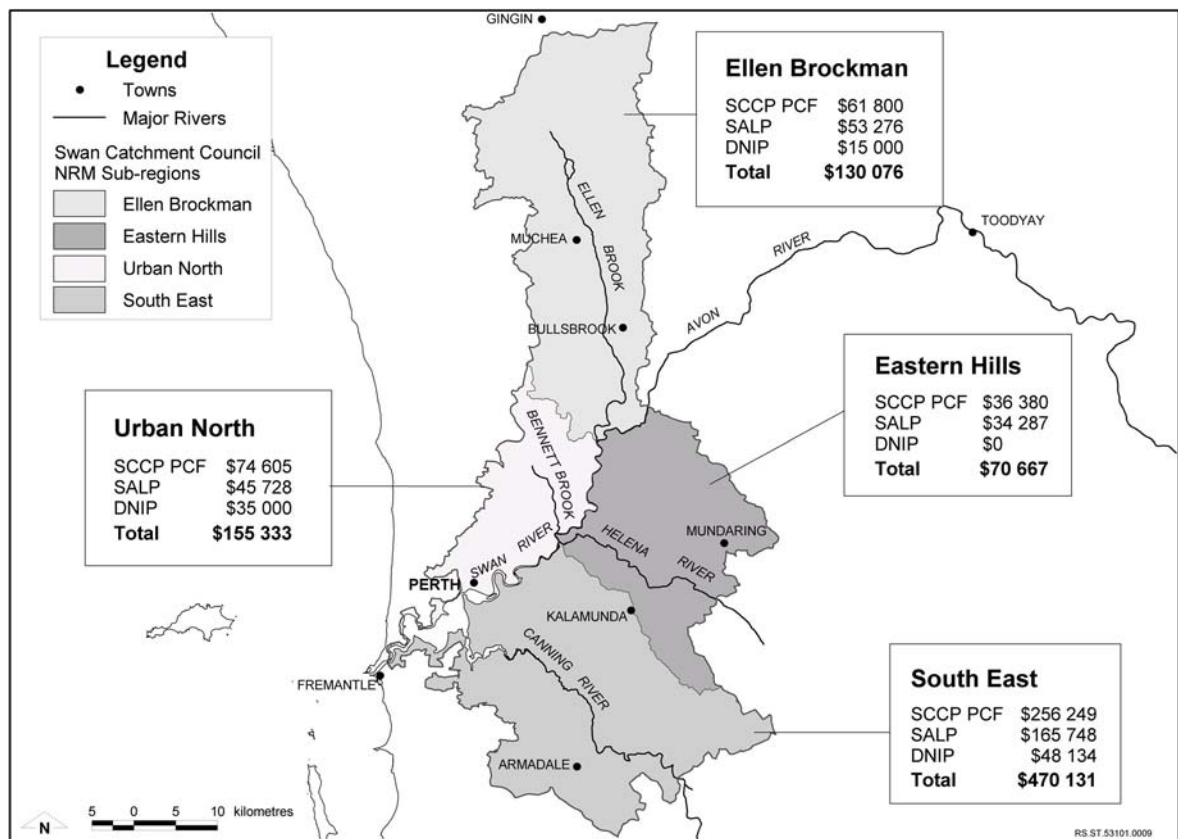 GINGIN
Legend
Towns
Major Rivers
Swan Catchment Council
NRM Sub-regions
Ellen Brockman
Eastern Hills
Urban North
South East
Ellen Brockman
SCCP PCF $61 800
SALP $53 276
DNIP $15 000
Total $130 076
TOODYAY
ELLEN BROOK
MUCHEA
AVON RIVER
BULLSBROOK
Eastern Hills
SCCP PCF $36 380
SALP $34 287
DNIP $0
Total $70 667
Urban North
SCCP PCF $74 605
SALP $45 728
DNIP $35 000
Total $155 333
BENNETT BROOK
MUNDARING
HELENA RIVER
SWAN RIVER
PERTH
KALAMUNDA
CANNING RIVER
FREMANTLE
South East
SCCP PCF $256 249
SALP $165 748
DNIP $48 134
Total $470 131
ARMADALE
5 0 5 10 kilometres
N
RS.ST.53101.0009